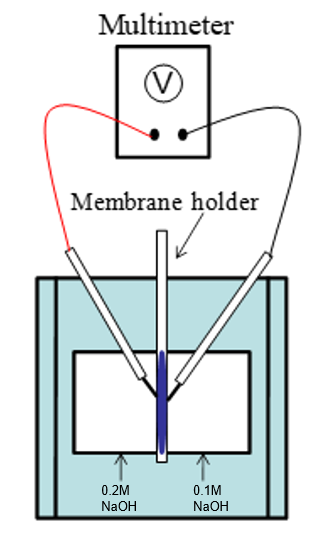 Multimeter
V
Membrane holder
0.2M
NaOH
0.1M
NaOH